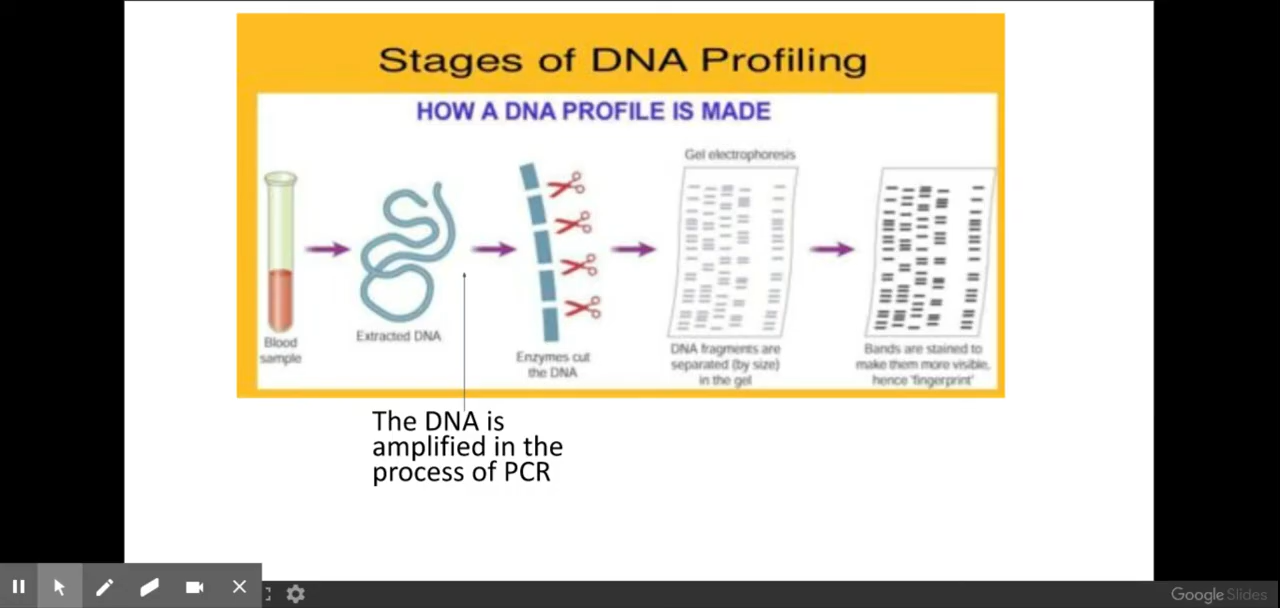 Stages of DNA Profiling
HOW A DNA PROFILE IS MADE
Gel electrophoresis
Blood
sample
Extracted DNA
Enzymes cut
the DNA
DNA fragments are
separated (by size)
in the gel
Bands are stained to
make them more visible,
hence 'fingerprint'
The DNA is
amplified in the
process of PCR
Google Slides